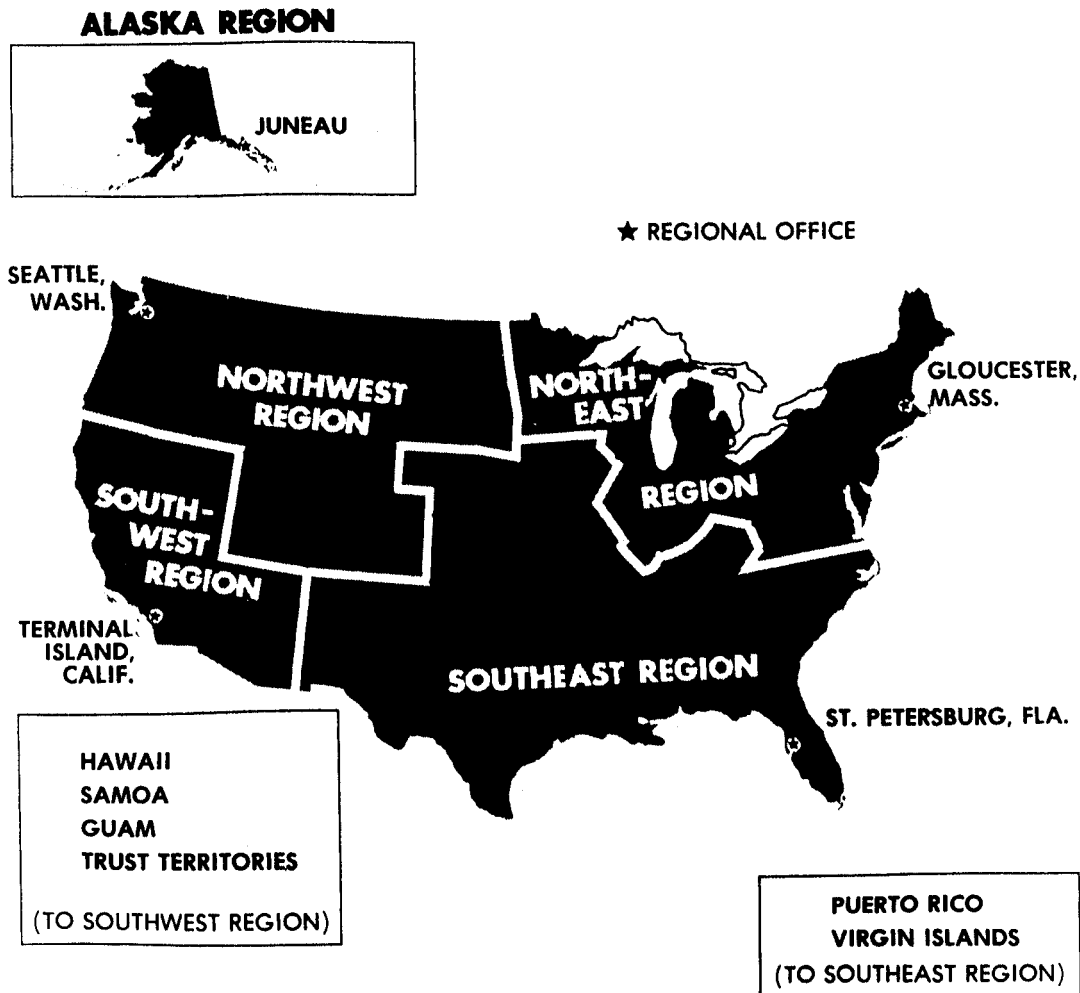 ALASKA REGION
JUNEAU
★ REGIONAL OFFICE
SEATTLE,
WASH.
NORTHWEST
REGION
NORTH-
EAST
REGION
GLOUCESTER,
MASS.
SOUTH-
WEST
REGION
TERMINAL
ISLAND,
CALIF.
SOUTHEAST REGION
ST. PETERSBURG, FLA.
HAWAII
SAMOA
GUAM
TRUST TERRITORIES
(TO SOUTHWEST REGION)
PUERTO RICO
VIRGIN ISLANDS
(TO SOUTHEAST REGION)